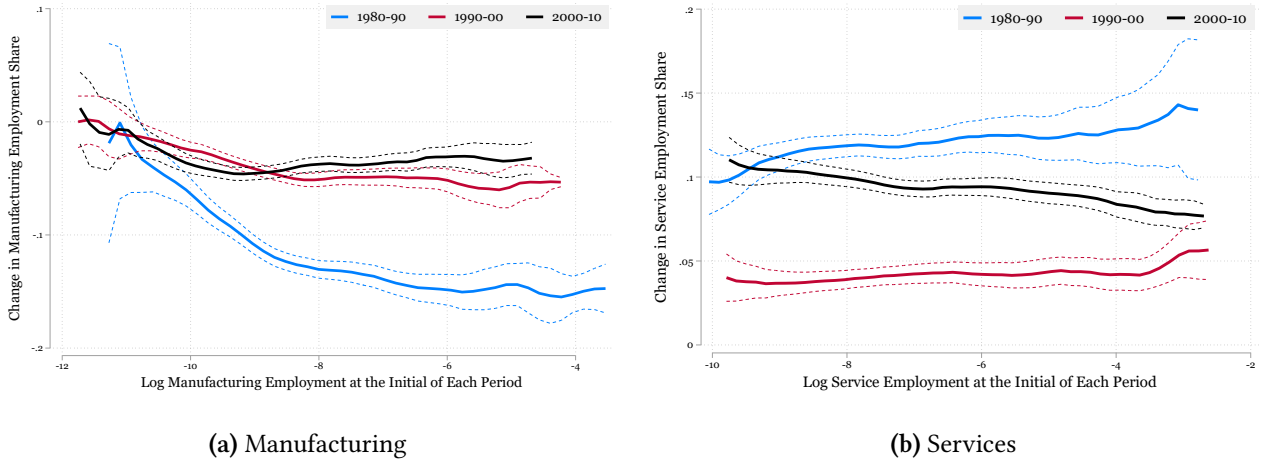 1980-90 1990-00 2000-10
Change in Manufacturing Employment Share
.1
0
-.1
-.2
-12 -10 -8 -6 -4
Log Manufacturing Employment at the Initial of Each Period
(a) Manufacturing
1980-90 1990-00 2000-10
Change in Service Employment Share
.2
.15
.1
.05
0
-10 -8 -6 -4 -2
Log Service Employment at the Initial of Each Period
(b) Services